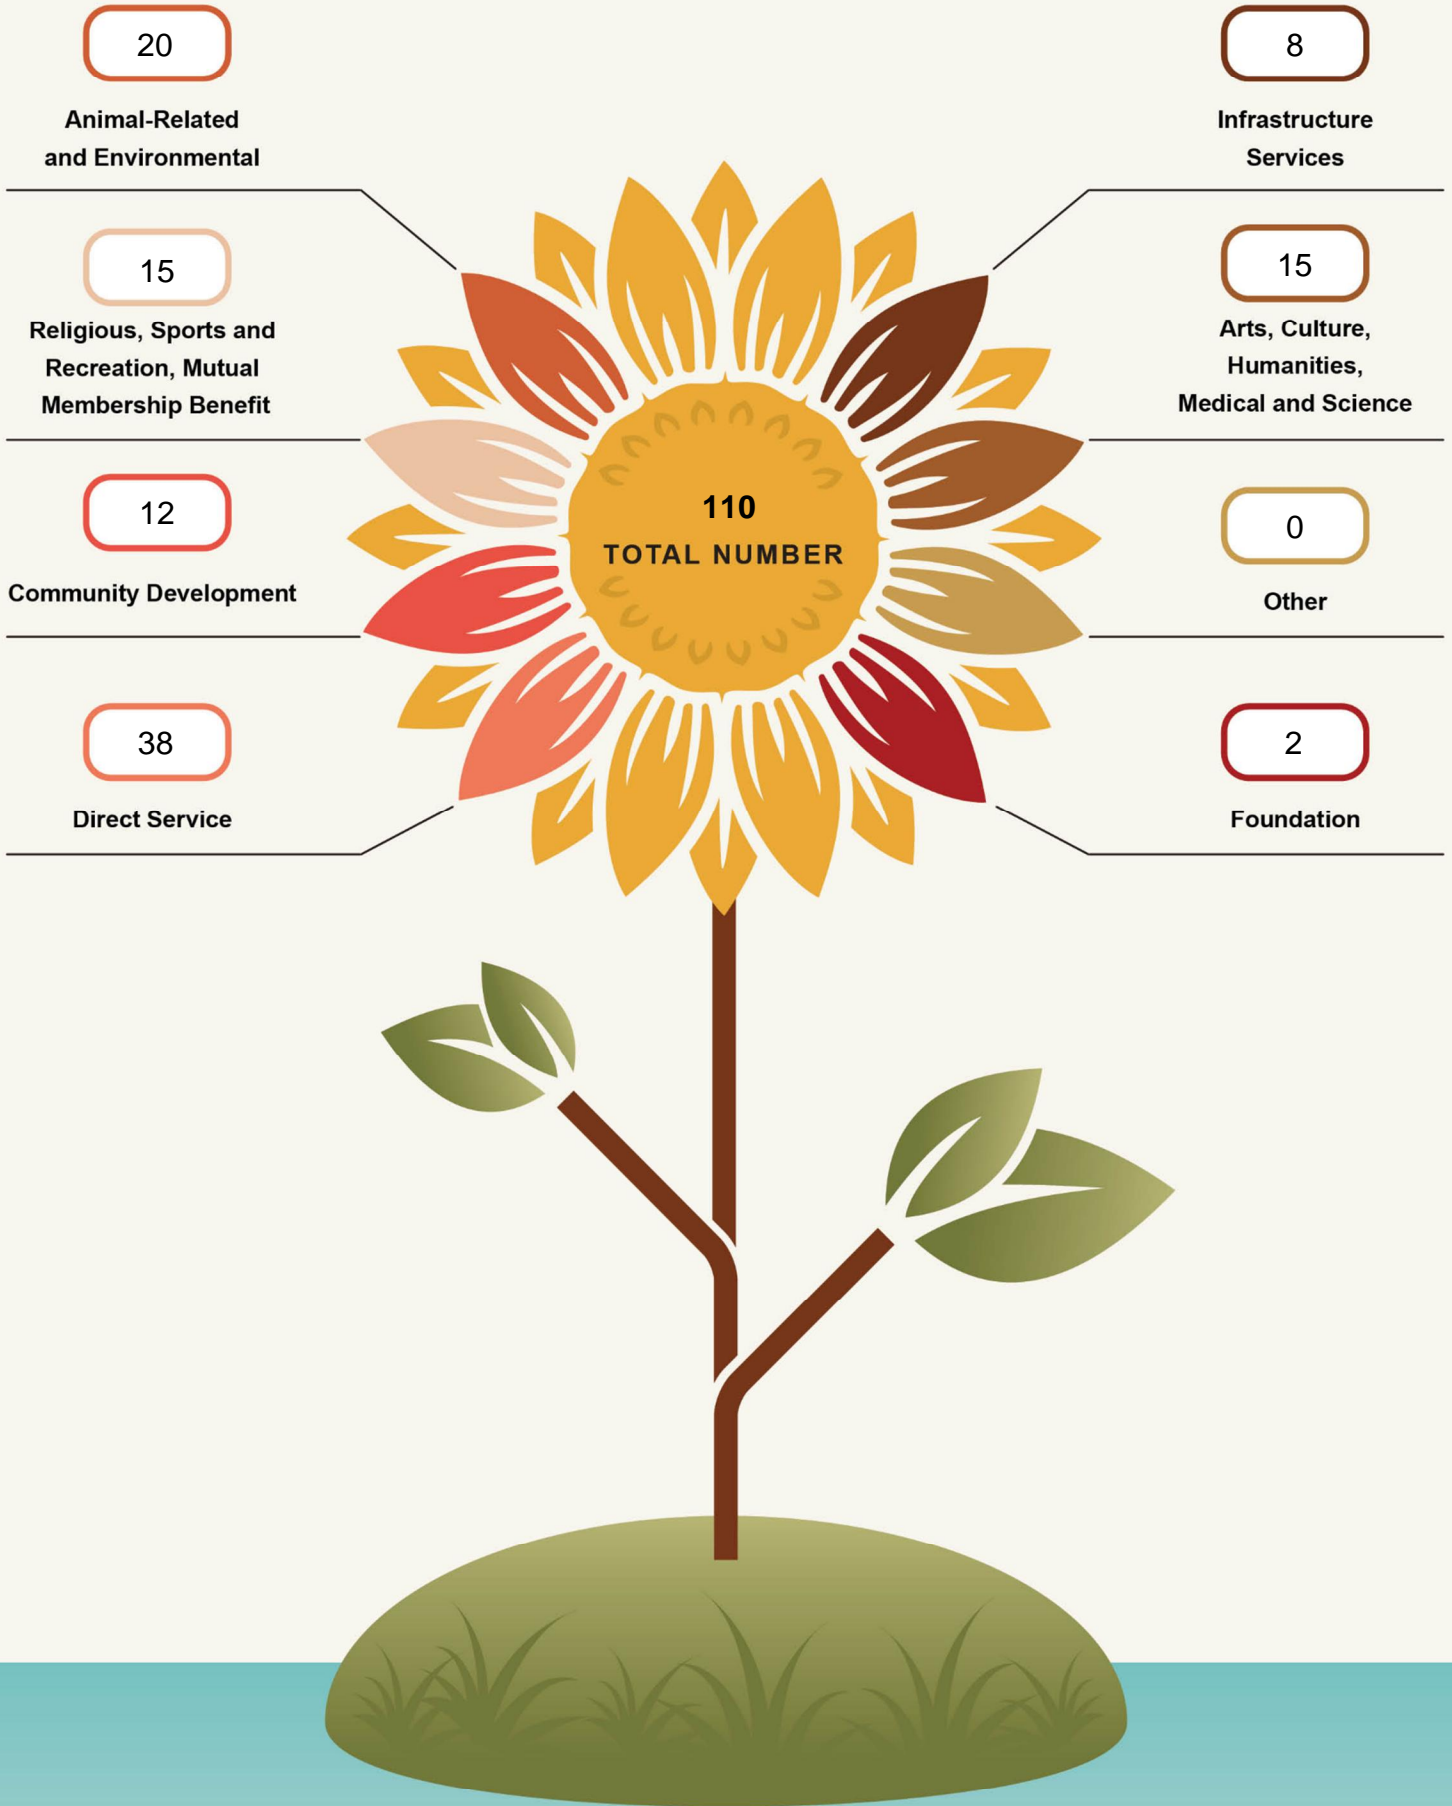 20
Animal-Related
and Environmental
15
Religious, Sports and
Recreation, Mutual
Membership Benefit
12
Community Development
38
Direct Service
110
TOTAL NUMBER
8
Infrastructure
Services
15
Arts, Culture,
Humanities,
Medical and Science
0
Other
2
Foundation